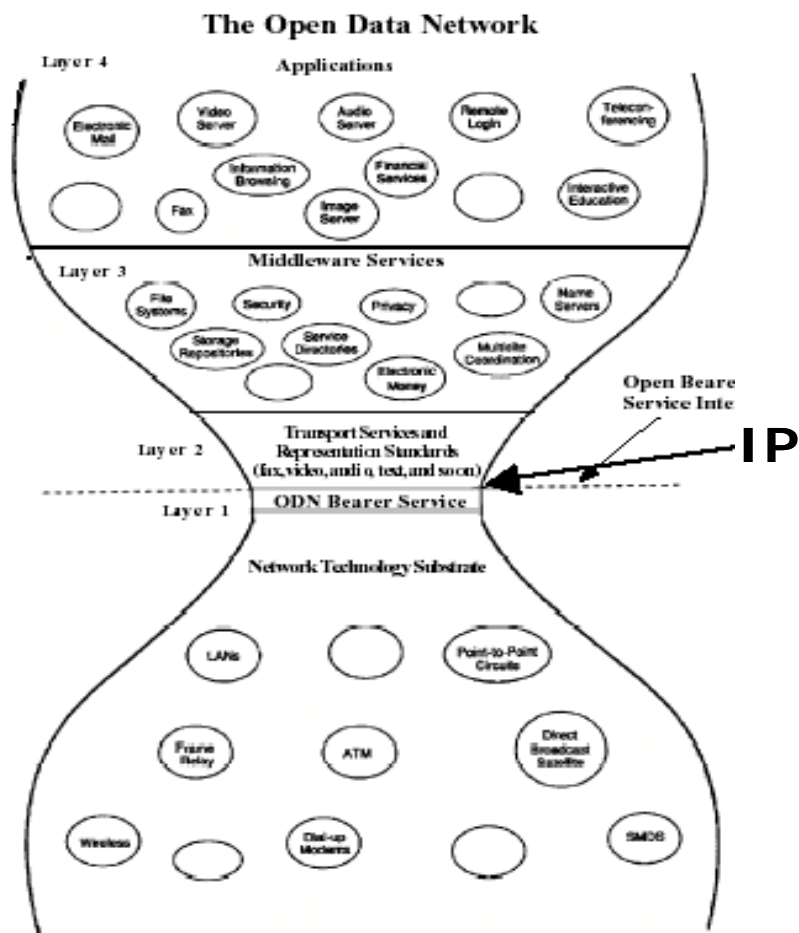 The Open Data Network
Layer 4
Applications
Electronic
Mail
Video
Server
Audio
Server
Remote
Login
Telecon-
ferencing
Information
Browsing
Financial
Services
Fax
Image
Server
Interactive
Education
Layer 3
Middleware Services
File
Systems
Security
Privacy
Name
Servers
Storage
Repositories
Service
Directories
Multisite
Coordination
Electronic
Money
Open Beare
Service Inte
Layer 2
Transport Services and
Representation Standards
(fax, video, audio, text, and so on)
IP
ODN Bearer Service
Layer 1
Network Technology Substrate
LANs
Point-to-Point
Circuits
Frame
Relay
ATM
Direct
Broadcast
Satellite
Wireless
Dial-up
Modems
SMDS